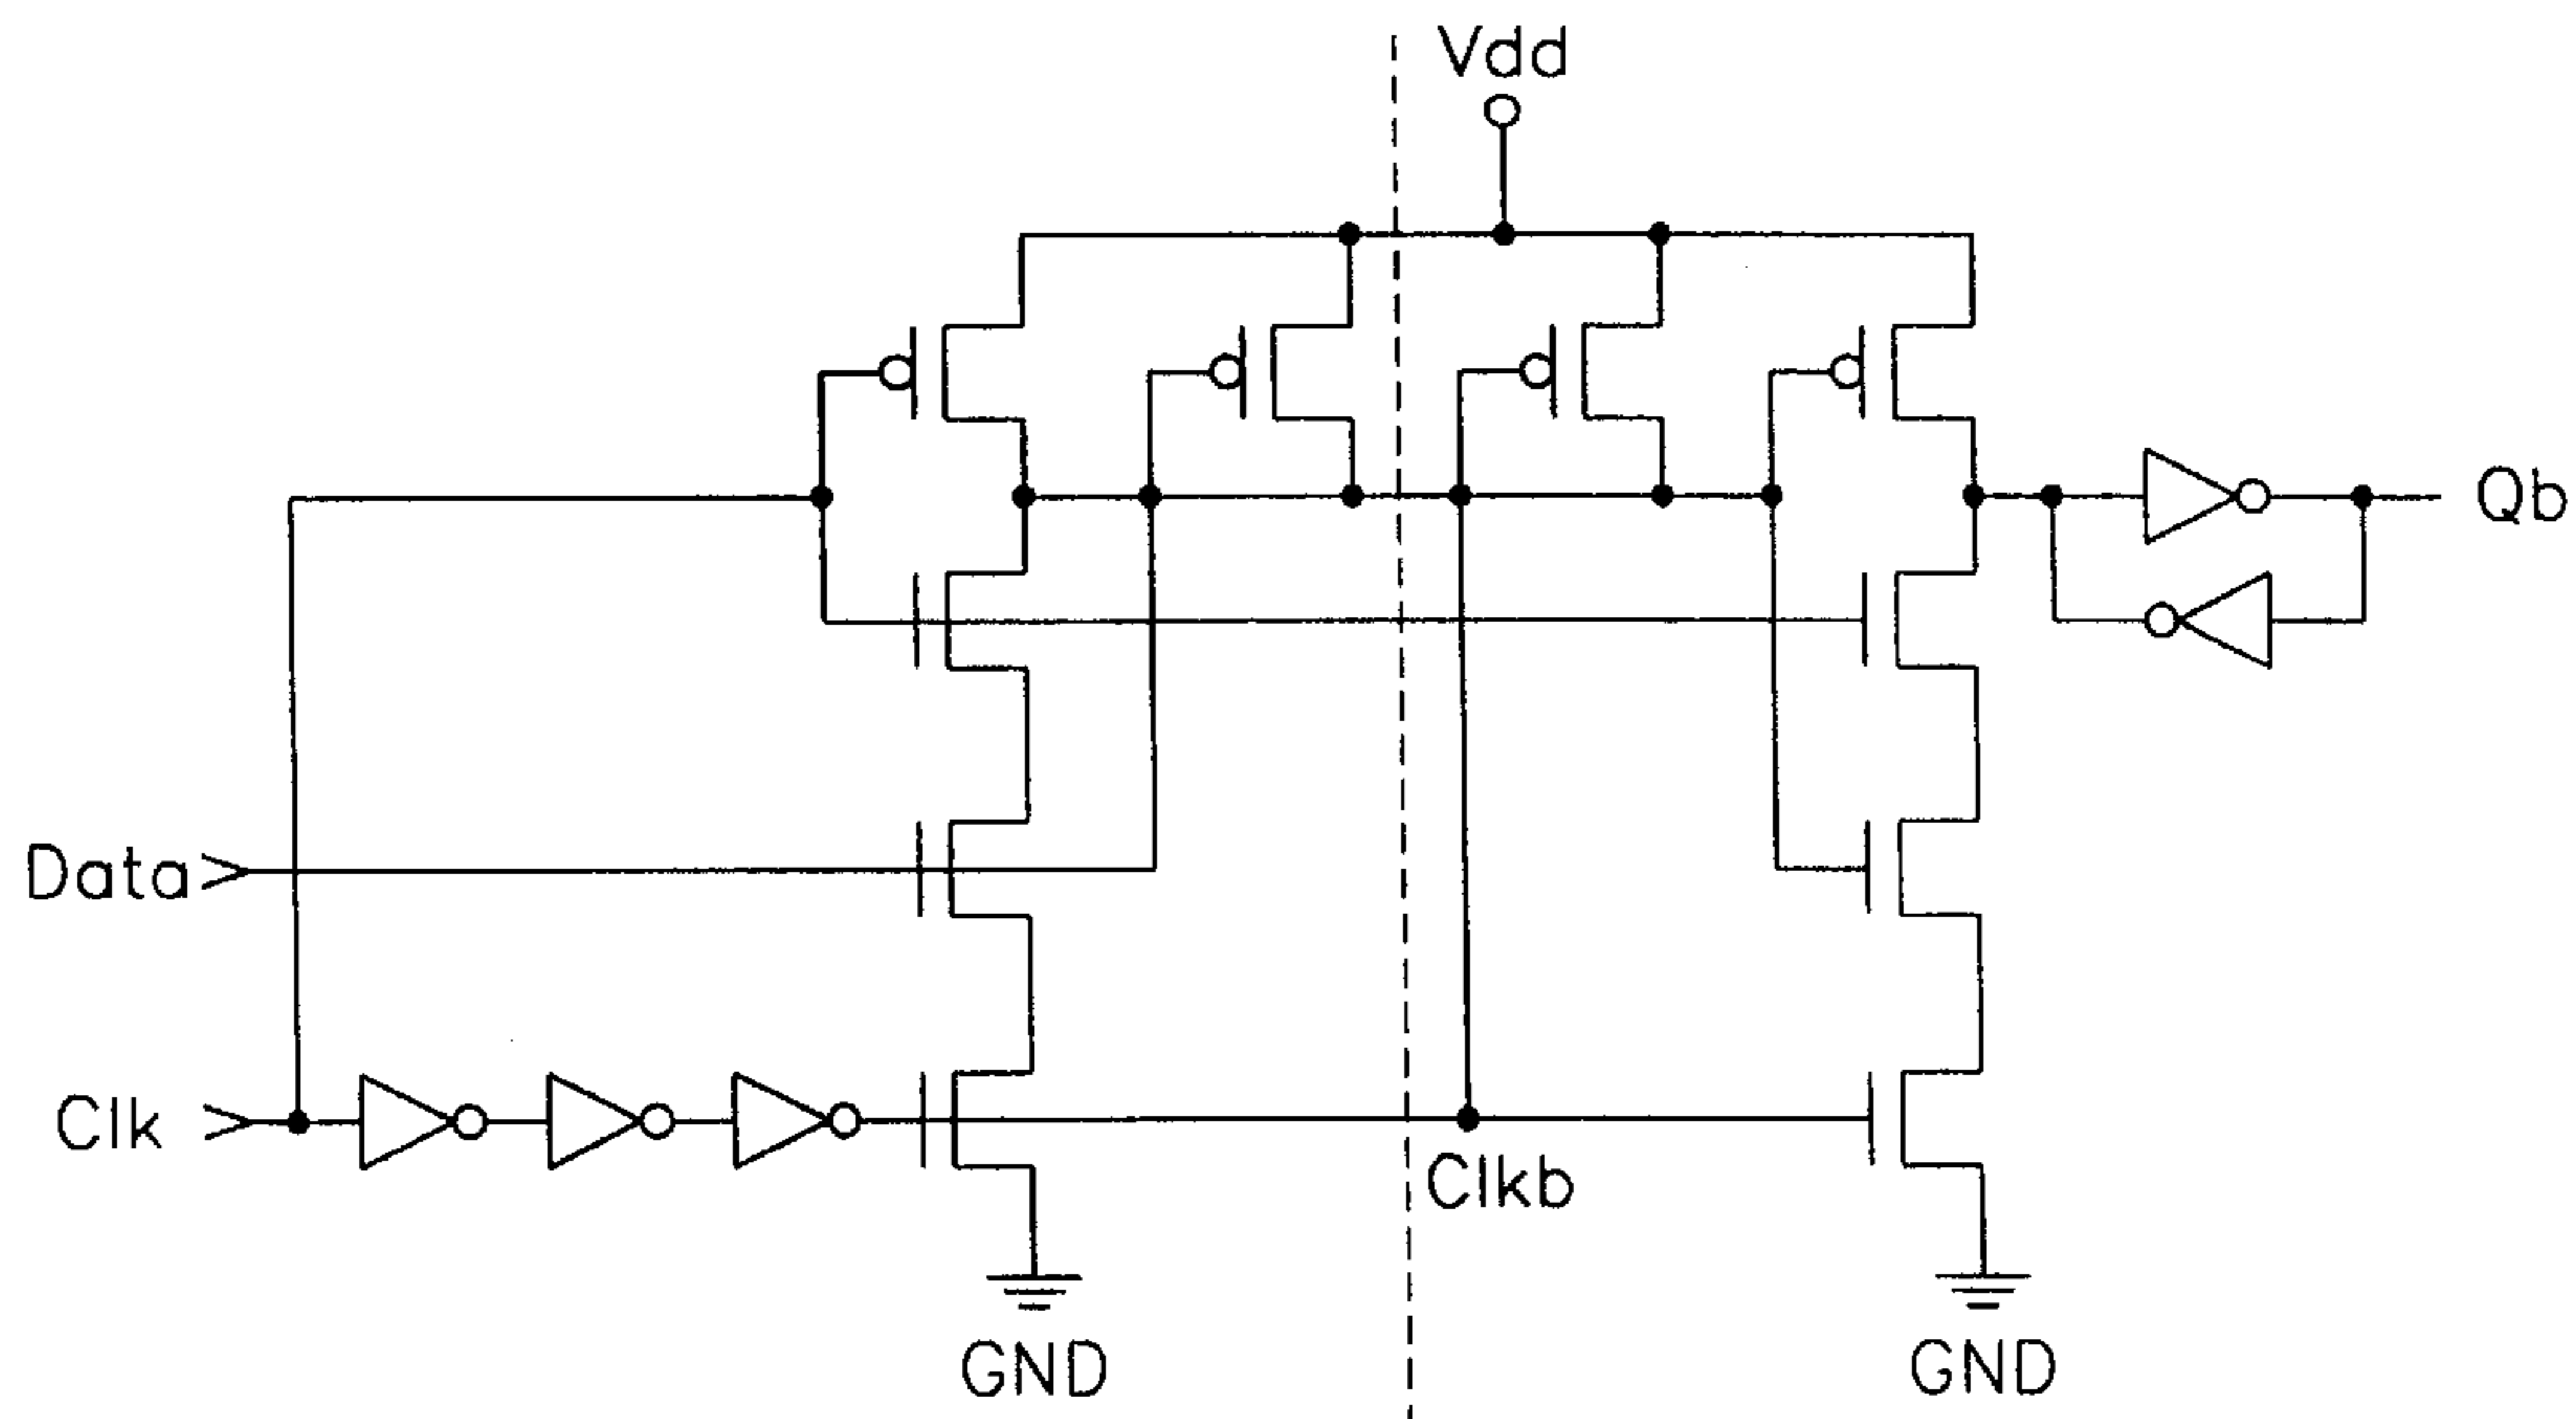 Vdd
Qb
Data
Clk
Clkb
GND
GND